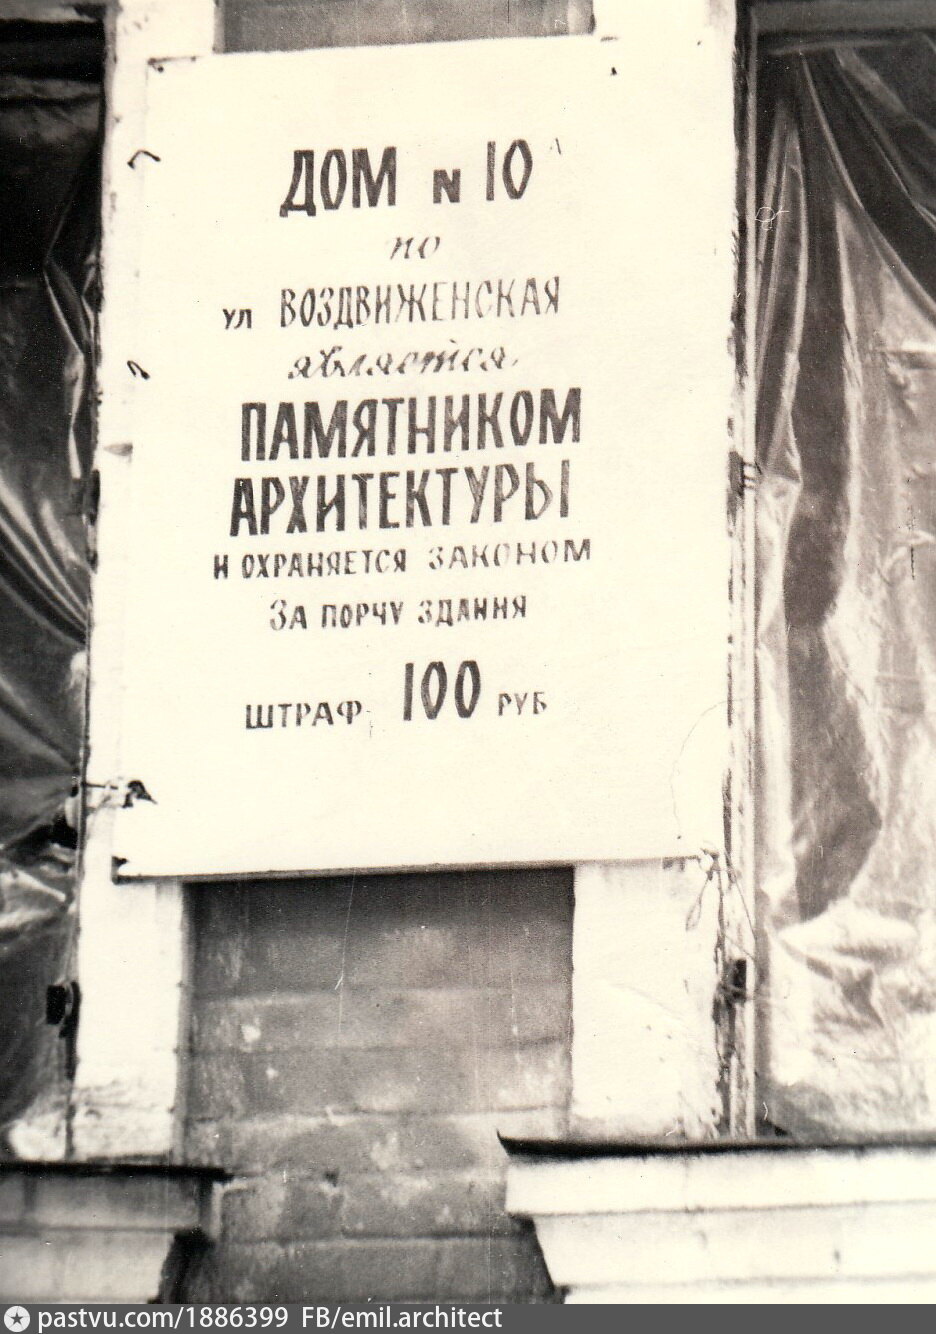 ДОМ N 10
по
ул ВОЗДВИЖЕНСКАЯ
является
ПАМЯТНИКОМ
АРХИТЕКТУРЫ
И ОХРАНЯЕТСЯ ЗАКОНОМ
ЗА ПОРЧУ ЗДАНИЯ
ШТРАФ 100 РУБ
pastvu.com/1886399 FB/emil.architect